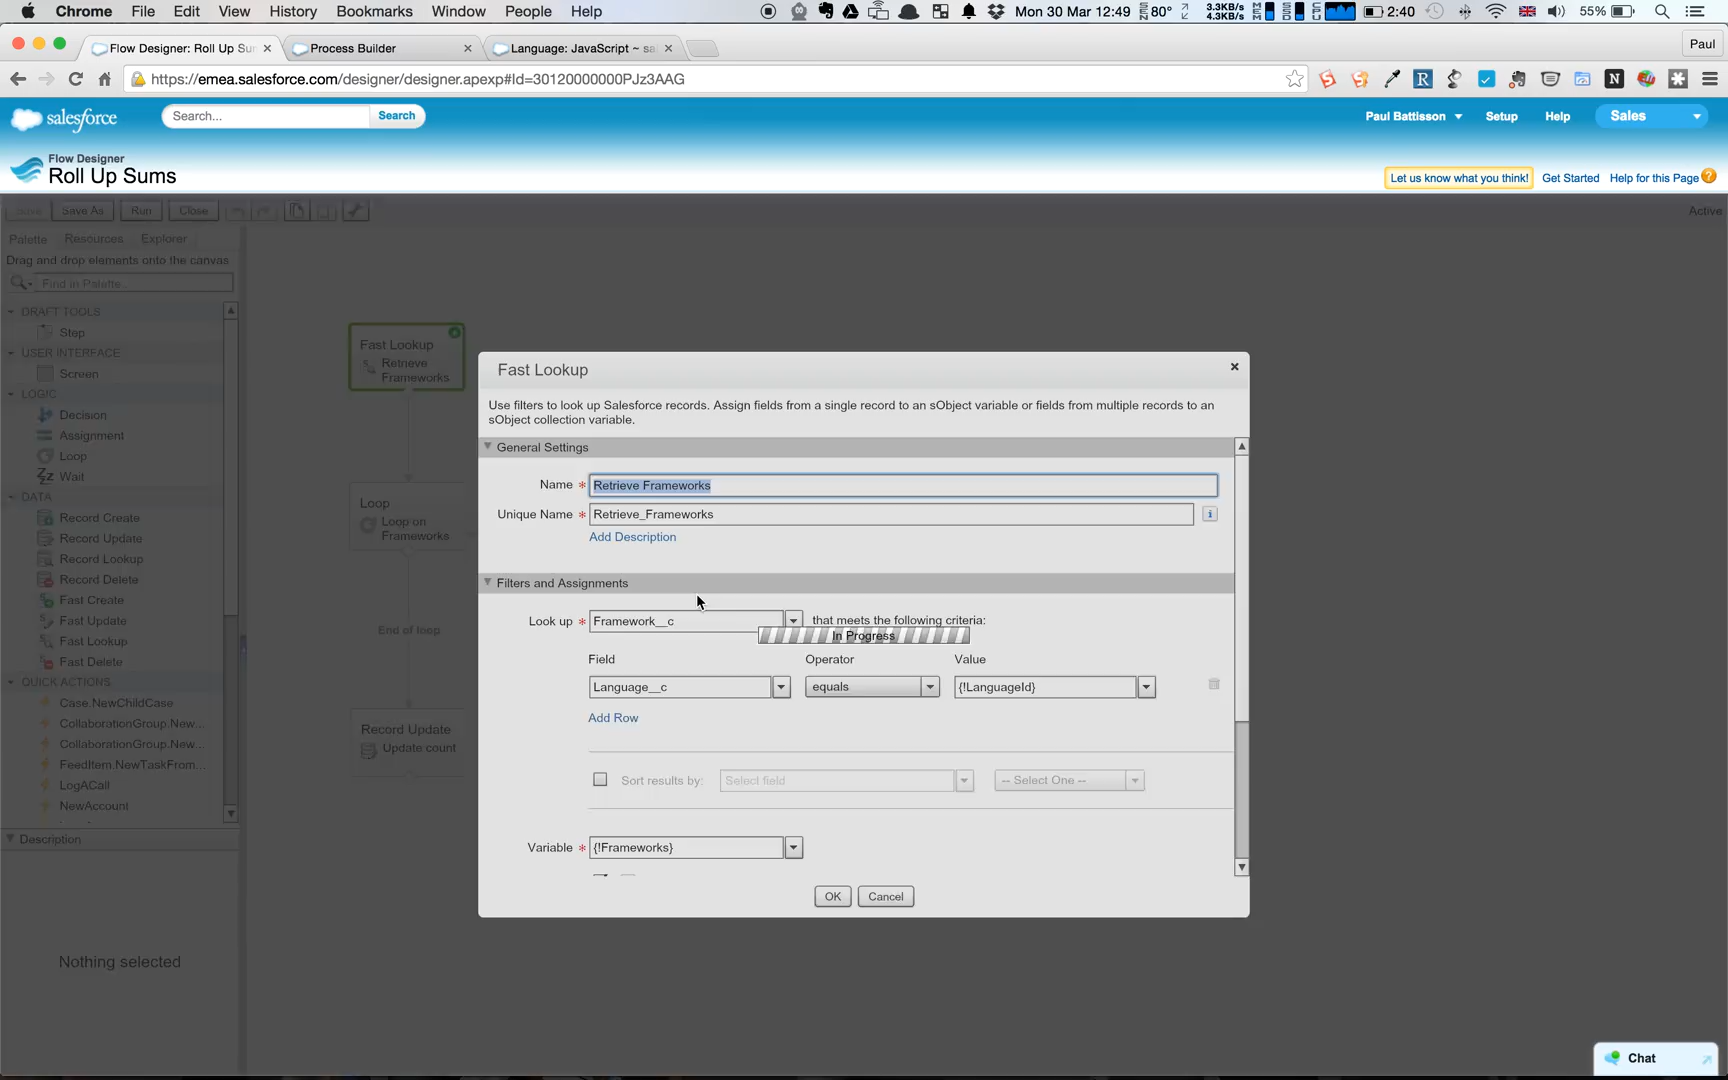 Chrome File Edit View History Bookmarks Window People Help Mon 30 Mar 12:49 80° 3.3KB/s 4.3KB/s 2:40 55%
Flow Designer: Roll Up Su Process Builder Language: JavaScript ~ sa Paul
https://emea.salesforce.com/designer/designer.apexp#Id=30120000000PJz3AAG
salesforce Search... Search Paul Battisson Setup Help Sales
Flow Designer
Roll Up Sums
Let us know what you think! Get Started Help for this Page
Save Save As Run Close Active
Palette Resources Explorer
Drag and drop elements onto the canvas
Find in Palette...
DRAFT TOOLS
Step
USER INTERFACE
Screen
LOGIC
Decision
Assignment
Loop
Wait
DATA
Record Create
Record Update
Record Lookup
Record Delete
Fast Create
Fast Update
Fast Lookup
Fast Delete
QUICK ACTIONS
Case.NewChildCase
CollaborationGroup.New...
CollaborationGroup.New...
FeedItem.NewTaskFrom...
LogACall
NewAccount
Description
Nothing selected
Fast Lookup
Retrieve
Frameworks
Loop
Loop on
Frameworks
End of loop
Record Update
Update count
Fast Lookup
Use filters to look up Salesforce records. Assign fields from a single record to an sObject variable or fields from multiple records to an
sObject collection variable.
General Settings
Name * Retrieve Frameworks
Unique Name * Retrieve_Frameworks
Add Description
Filters and Assignments
Look up * Framework__c that meets the following criteria:
In Progress
Field Operator Value
Language__c equals {!LanguageId}
Add Row
Sort results by: Select field -- Select One --
Variable * {!Frameworks}
OK Cancel
Chat